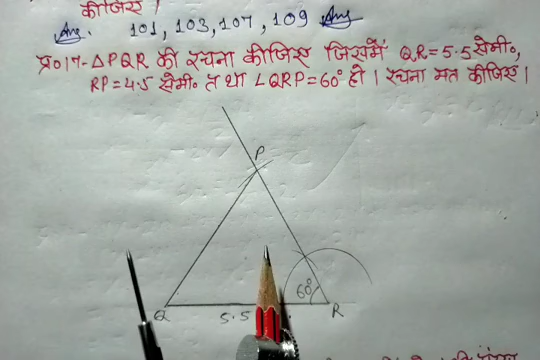 कीजिए।
Ans. 101, 103, 107, 109 Ans
प्र०17- ΔPQR की रचना कीजिए जिसमें QR=5.5 सेमी०,
RP=4.5 सेमी० तथा ∠QRP=60° हो। रचना मत कीजिए।
P
60°
Q 5.5 R